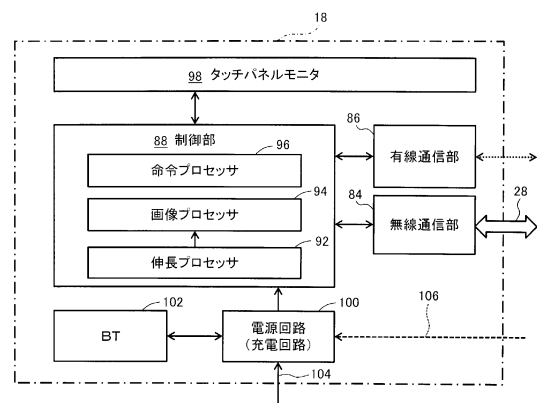 18
98 タッチパネルモニタ
88 制御部
96
命令プロセッサ
94
画像プロセッサ
92
伸長プロセッサ
86
有線通信部
84
無線通信部
28
102
BT
100
電源回路
(充電回路)
106
104